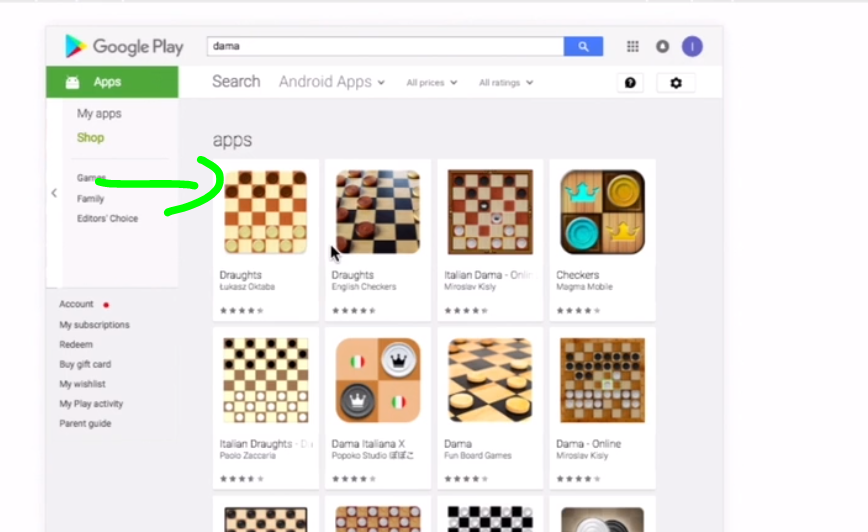 Google Play
dama
I
Apps
Search
Android Apps
All prices
All ratings
My apps
Shop
Games
Family
Editors' Choice
Account
My subscriptions
Redeem
Buy gift card
My wishlist
My Play activity
Parent guide
apps
Draughts
Łukasz Oktaba
Draughts
English Checkers
Italian Dama - Onlin
Miroslav Kisly
Checkers
Magma Mobile
Italian Draughts - D
Paolo Zaccaria
Dama Italiana X
Popoko Studio ぽぽこ
Dama
Fun Board Games
Dama - Online
Miroslav Kisly